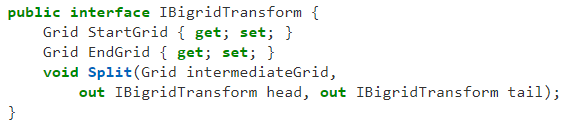 public interface IBigridTransform {
    Grid StartGrid { get; set; }
    Grid EndGrid { get; set; }
    void Split(Grid intermediateGrid,
        out IBigridTransform head, out IBigridTransform tail);
}